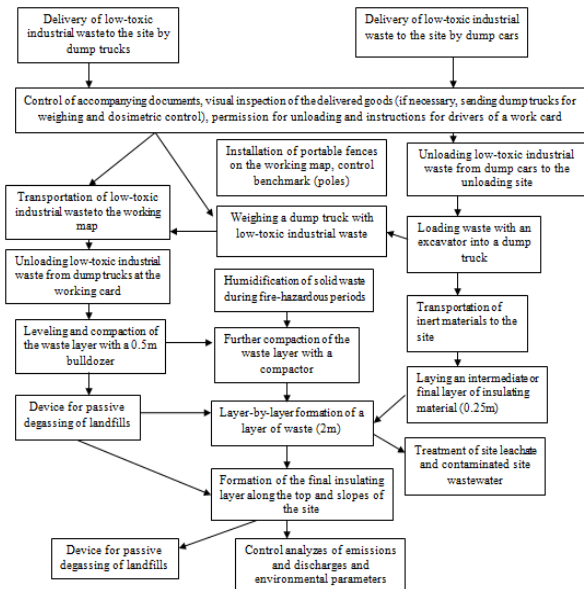 Delivery of low-toxic
industrial waste to the site by
dump trucks
Delivery of low-toxic industrial
waste to the site by dump cars
Control of accompanying documents, visual inspection of the delivered goods (if necessary, sending dump trucks for
weighing and dosimetric control), permission for unloading and instructions for drivers of a work card
Installation of portable fences
on the working map, control
benchmark (poles)
Unloading low-toxic industrial
waste from dump cars to the
unloading site
Transportation of low-toxic
industrial waste to the working
map
Weighing a dump truck with
low-toxic industrial waste
Loading waste with an
excavator into a dump
truck
Unloading low-toxic industrial
waste from dump trucks at the
working card
Humidification of solid waste
during fire-hazardous periods
Transportation of
inert materials to the
site
Leveling and compaction of
the waste layer with a 0.5m
bulldozer
Further compaction of the
waste layer with a
compactor
Laying an intermediate or
final layer of insulating
material (0.25m)
Device for passive
degassing of landfills
Layer-by-layer formation of a
layer of waste (2m)
Treatment of site leachate
and contaminated site
wastewater
Formation of the final insulating
layer along the top and slopes of
the site
Device for passive
degassing of landfills
Control analyzes of emissions
and discharges and
environmental parameters